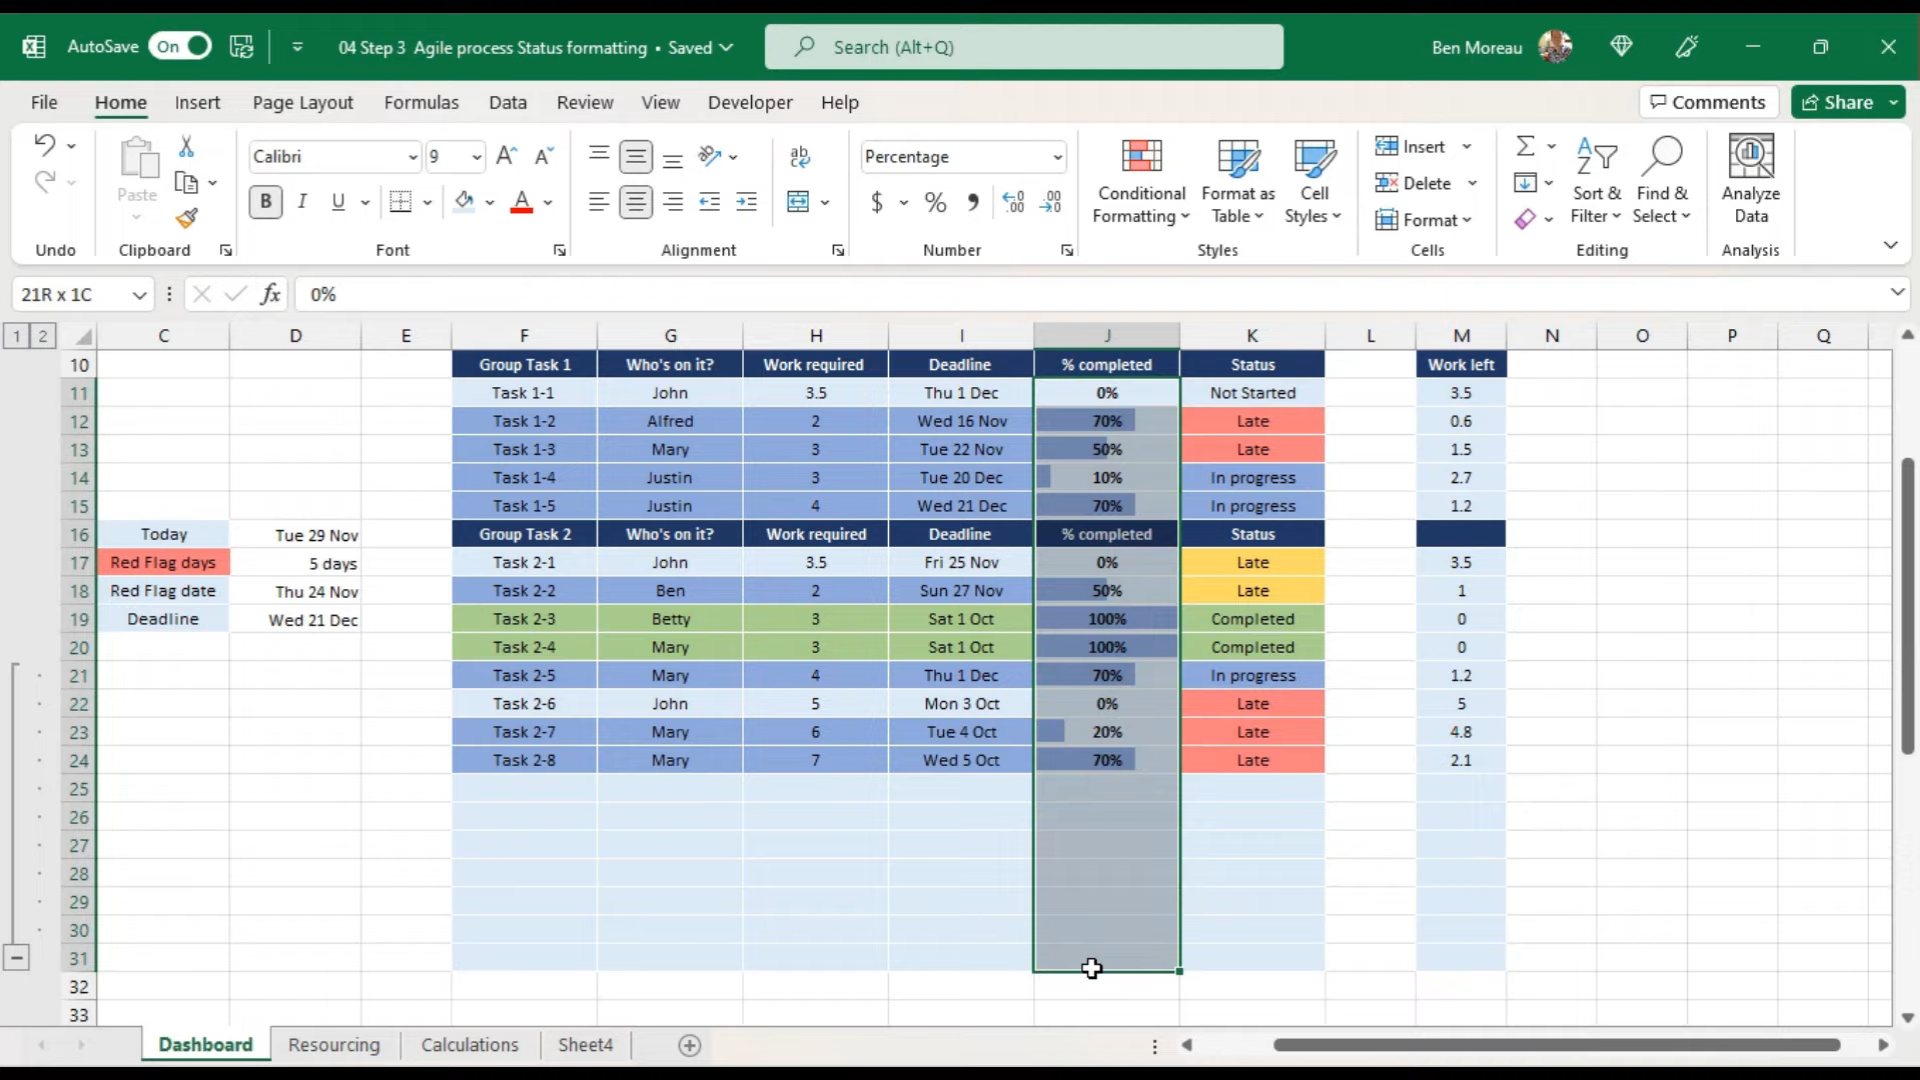 AutoSave On 04 Step 3 Agile process Status formatting • Saved Search (Alt+Q) Ben Moreau
File Home Insert Page Layout Formulas Data Review View Developer Help Comments Share
Calibri 9 ab Percentage Insert Σ
Paste B I U A $ % , ←.00 .00→ Conditional Formatting Format as Table Cell Styles Delete Sort & Filter Find & Select Analyze Data
Format
Undo Clipboard Font Alignment Number Styles Cells Editing Analysis
21R x 1C fx 0%
1 2 C D E F G H I J K L M N O P Q
10 Group Task 1 Who's on it? Work required Deadline % completed Status Work left
11 Task 1-1 John 3.5 Thu 1 Dec 0% Not Started 3.5
12 Task 1-2 Alfred 2 Wed 16 Nov 70% Late 0.6
13 Task 1-3 Mary 3 Tue 22 Nov 50% Late 1.5
14 Task 1-4 Justin 3 Tue 20 Dec 10% In progress 2.7
15 Task 1-5 Justin 4 Wed 21 Dec 70% In progress 1.2
16 Today Tue 29 Nov Group Task 2 Who's on it? Work required Deadline % completed Status
17 Red Flag days 5 days Task 2-1 John 3.5 Fri 25 Nov 0% Late 3.5
18 Red Flag date Thu 24 Nov Task 2-2 Ben 2 Sun 27 Nov 50% Late 1
19 Deadline Wed 21 Dec Task 2-3 Betty 3 Sat 1 Oct 100% Completed 0
20 Task 2-4 Mary 3 Sat 1 Oct 100% Completed 0
21 Task 2-5 Mary 4 Thu 1 Dec 70% In progress 1.2
22 Task 2-6 John 5 Mon 3 Oct 0% Late 5
23 Task 2-7 Mary 6 Tue 4 Oct 20% Late 4.8
24 Task 2-8 Mary 7 Wed 5 Oct 70% Late 2.1
25
26
27
28
29
30
31
32
33
Dashboard Resourcing Calculations Sheet4